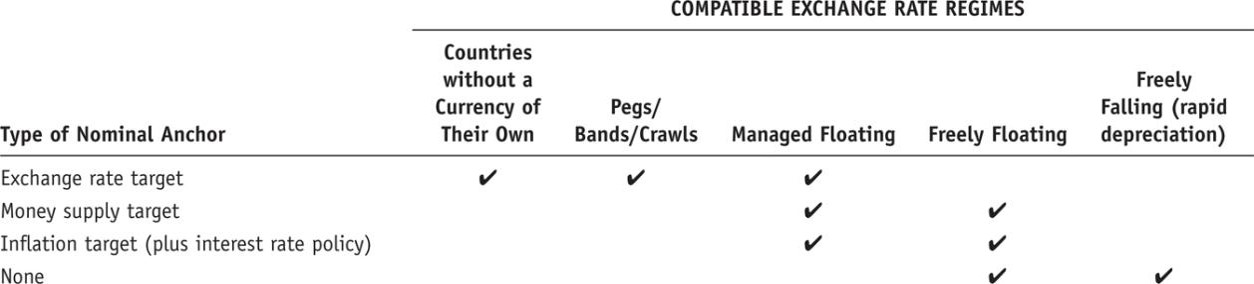 COMPATIBLE EXCHANGE RATE REGIMES
Countries
without a
Currency of
Their Own
Pegs/
Bands/Crawls
Managed Floating
Freely Floating
Freely
Falling (rapid
depreciation)
Type of Nominal Anchor
Exchange rate target ✔ ✔ ✔
Money supply target ✔ ✔
Inflation target (plus interest rate policy) ✔ ✔
None ✔ ✔